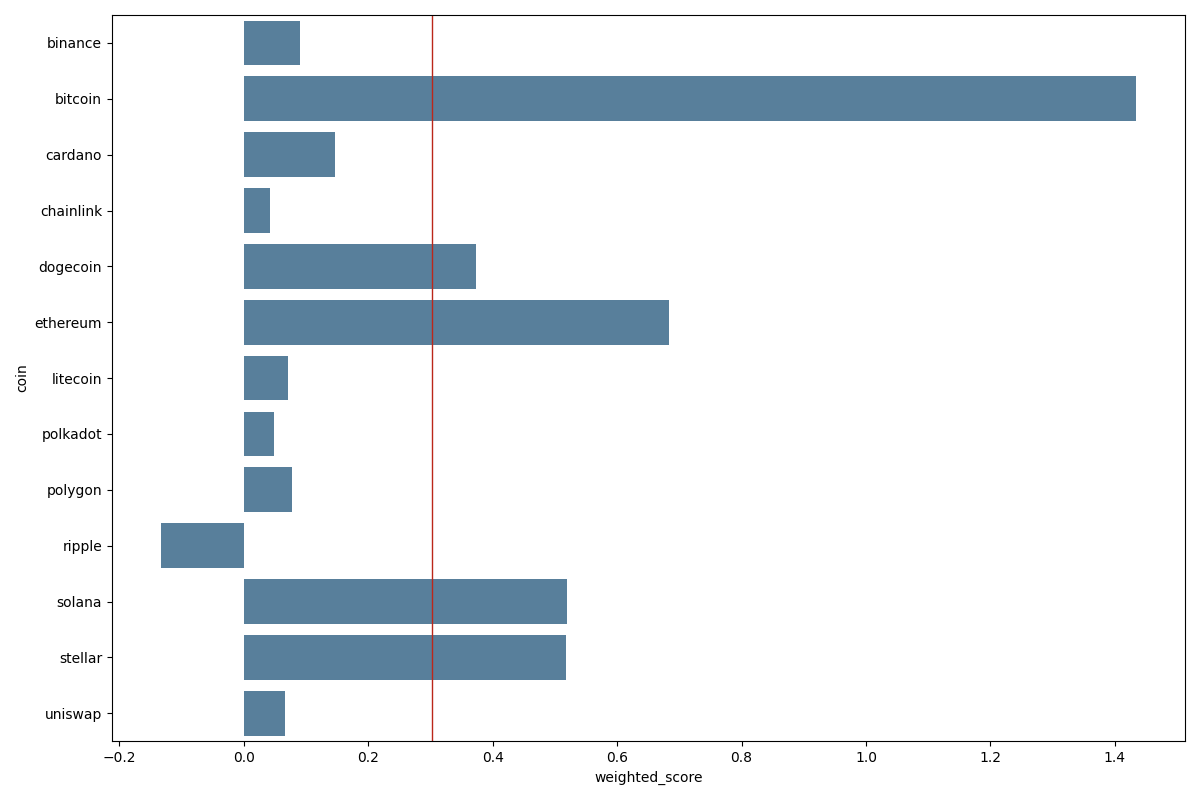 binance
bitcoin
cardano
chainlink
dogecoin
ethereum
litecoin
polkadot
polygon
ripple
solana
stellar
uniswap
coin
−0.2 0.0 0.2 0.4 0.6 0.8 1.0 1.2 1.4
weighted_score